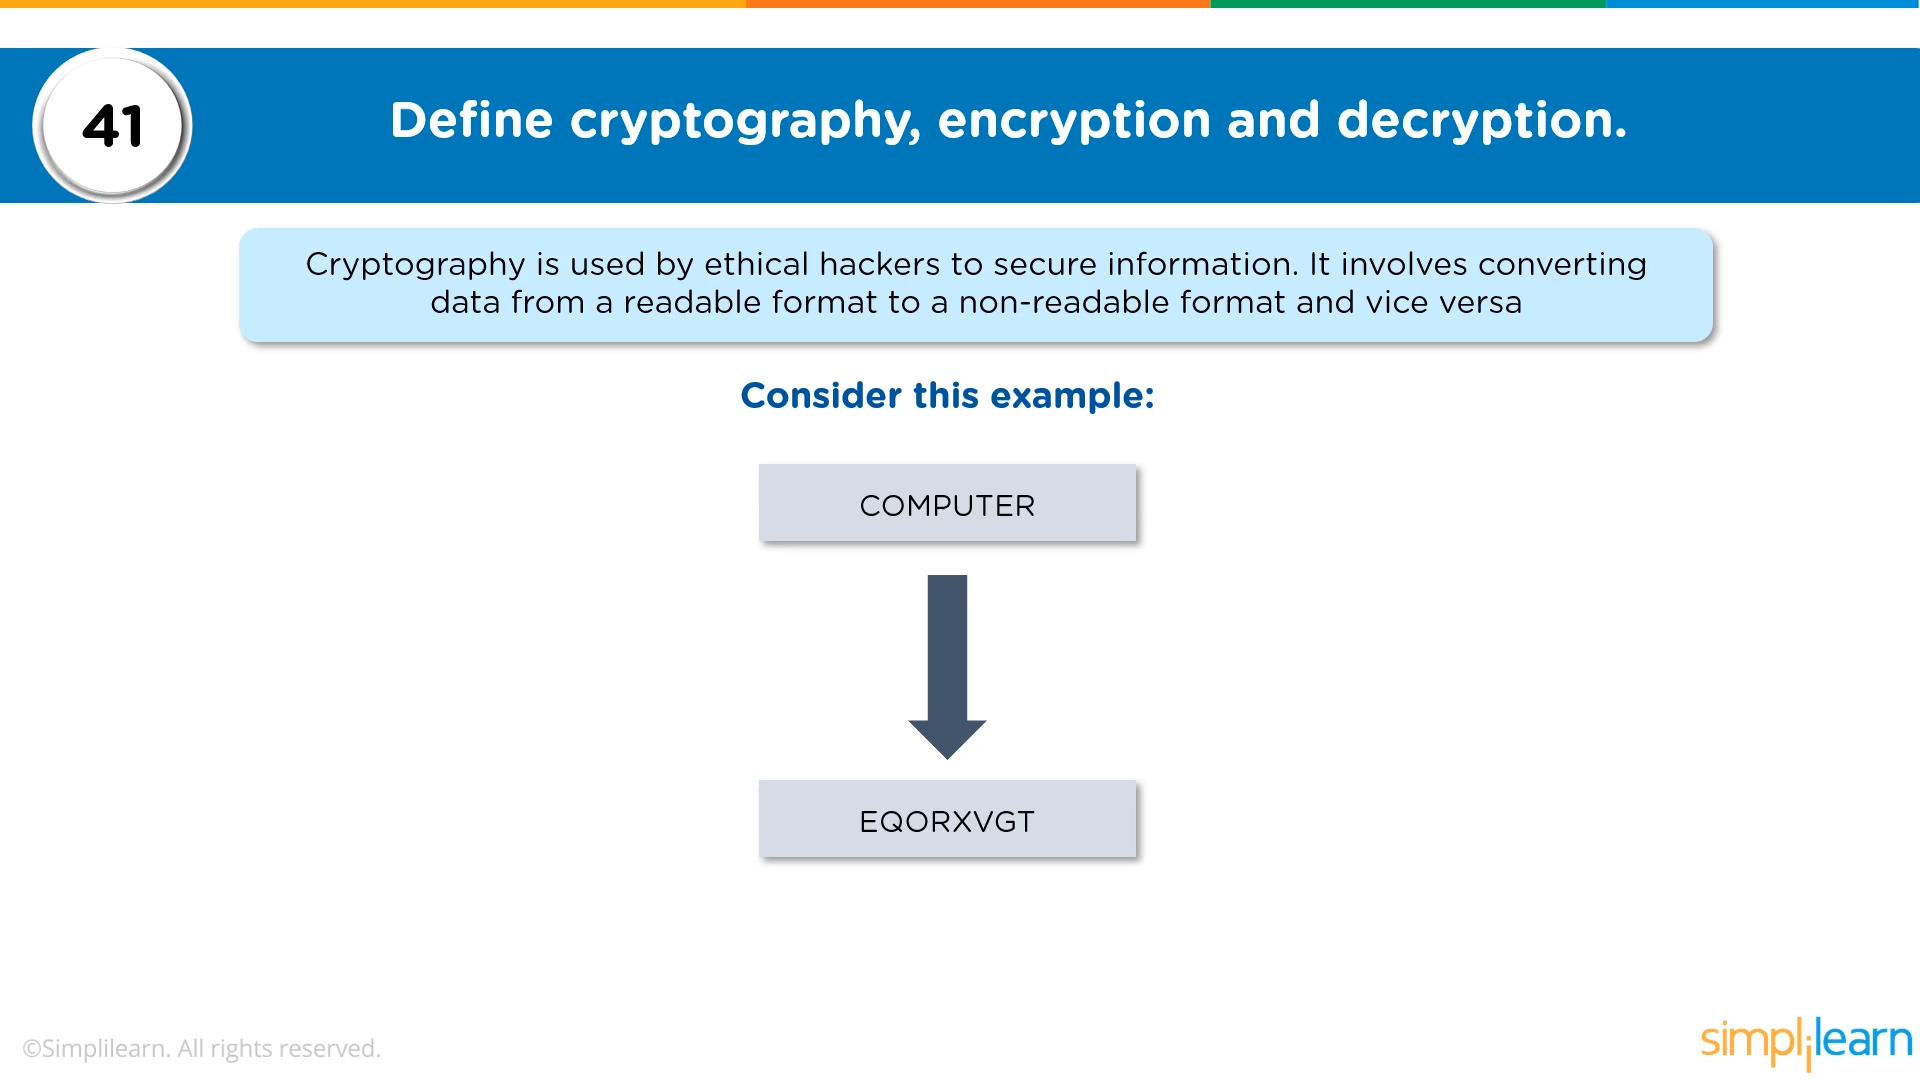 41
Define cryptography, encryption and decryption.
Cryptography is used by ethical hackers to secure information. It involves converting
data from a readable format to a non-readable format and vice versa
Consider this example:
COMPUTER
EQORXVGT
©Simplilearn. All rights reserved.
simplilearn